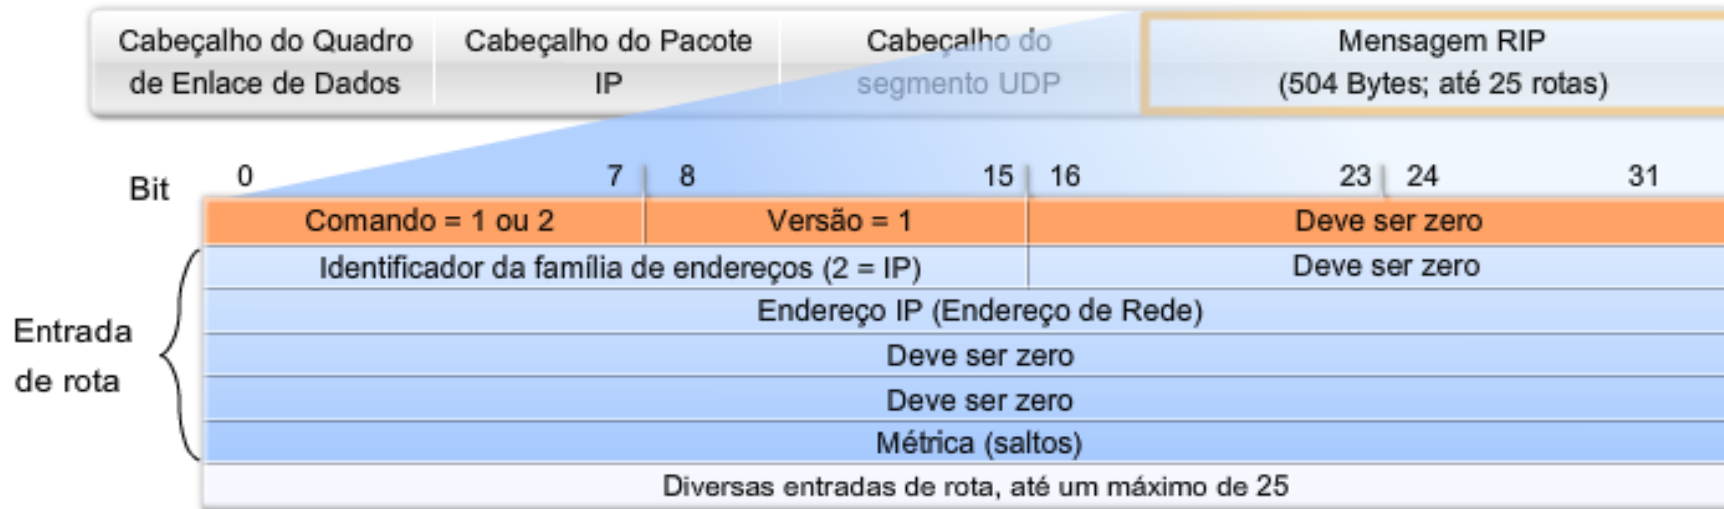 Cabeçalho do Quadro
de Enlace de Dados
Cabeçalho do Pacote
IP
Cabeçalho do
segmento UDP
Mensagem RIP
(504 Bytes; até 25 rotas)
Bit 0 7 8 15 16 23 24 31
Comando = 1 ou 2 Versão = 1 Deve ser zero
Identificador da família de endereços (2 = IP) Deve ser zero
Endereço IP (Endereço de Rede)
Deve ser zero
Deve ser zero
Métrica (saltos)
Entrada
de rota
Diversas entradas de rota, até um máximo de 25